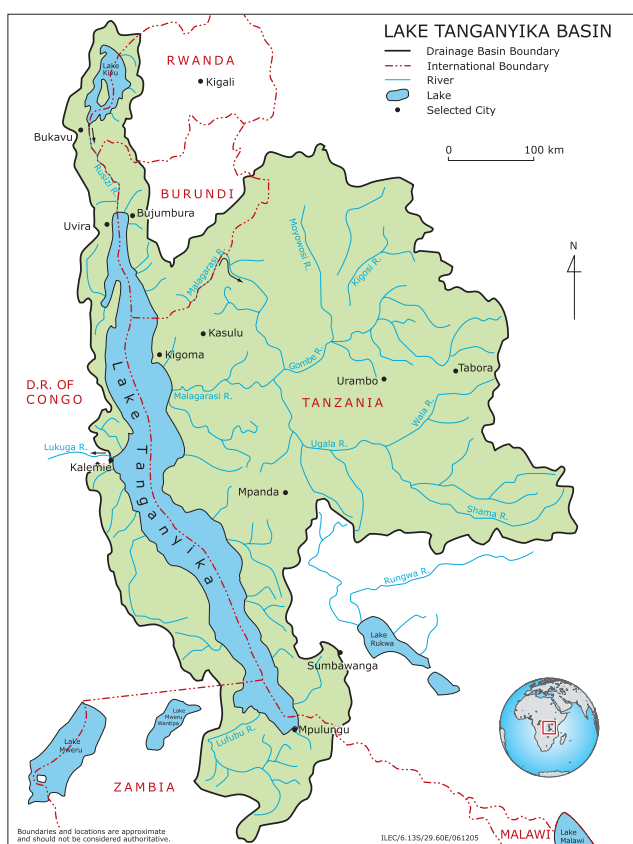 LAKE TANGANYIKA BASIN
Drainage Basin Boundary
International Boundary
River
Lake
Selected City
0 100 km
N
RWANDA
Kigali
Lake
Kivu
Bukavu
Rusizi R.
BURUNDI
Bujumbura
Uvira
Malagarasi R.
Moyowosi R.
Kigosi R.
Kasulu
Kigoma
Gombe R.
Urambo
Tabora
D.R. OF
CONGO
Malagarasi R.
TANZANIA
Wala R.
Lukuga R.
Kalemie
Ugala R.
Lake Tanganyika
Mpanda
Shama R.
Rungwa R.
Lake
Rukwa
Sumbawanga
Lake
Mweru
Wantipa
Lake
Mweru
Lufubu R.
Mpulungu
ZAMBIA
MALAWI
Lake
Malawi
Boundaries and locations are approximate
and should not be considered authoritative.
ILEC/6.13S/29.60E/061205